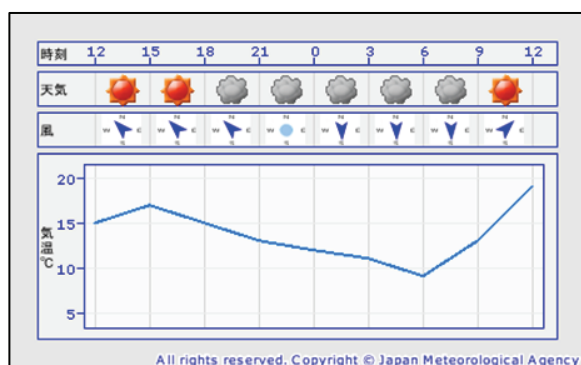 時刻 12 15 18 21 0 3 6 9 12
天気
風 N W E S N W E S N W E S N W E S N W E S N W E S N W E S N W E S
気温℃
20
15
10
5
All rights reserved. Copyright © Japan Meteorological Agency